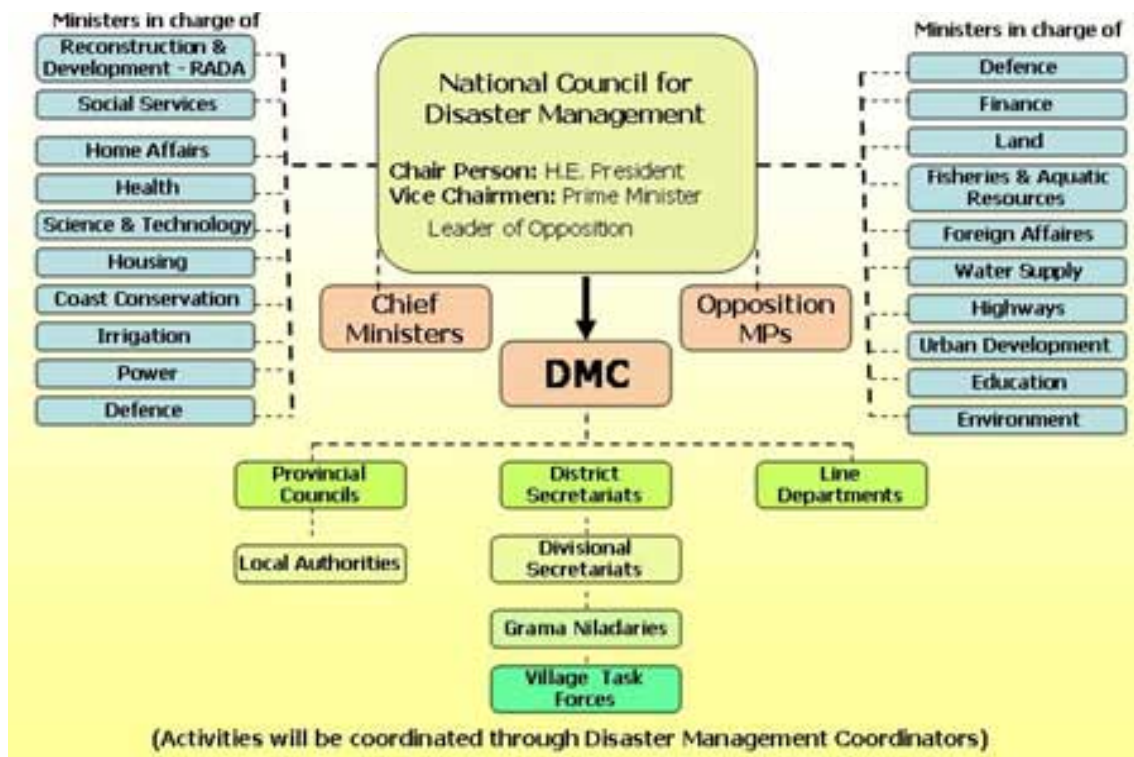 Ministers in charge of
Reconstruction &
Development - RADA
Social Services
Home Affairs
Health
Science & Technology
Housing
Coast Conservation
Irrigation
Power
Defence
National Council for
Disaster Management
Chair Person: H.E. President
Vice Chairmen: Prime Minister
Leader of Opposition
Chief
Ministers
Opposition
MPs
DMC
Ministers in charge of
Defence
Finance
Land
Fisheries & Aquatic
Resources
Foreign Affaires
Water Supply
Highways
Urban Development
Education
Environment
Provincial
Councils
Local Authorities
District
Secretariats
Divisional
Secretariats
Grama Niladaries
Village Task
Forces
Line
Departments
(Activities will be coordinated through Disaster Management Coordinators)